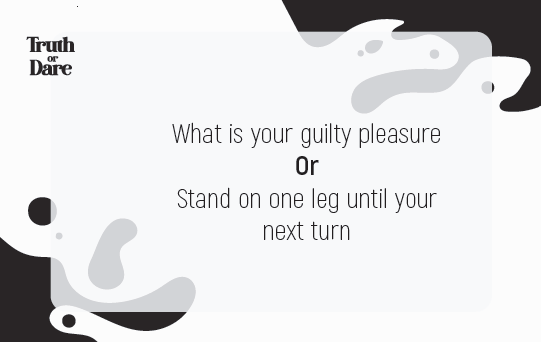 Truth
or
Dare
What is your guilty pleasure
Or
Stand on one leg until your
next turn